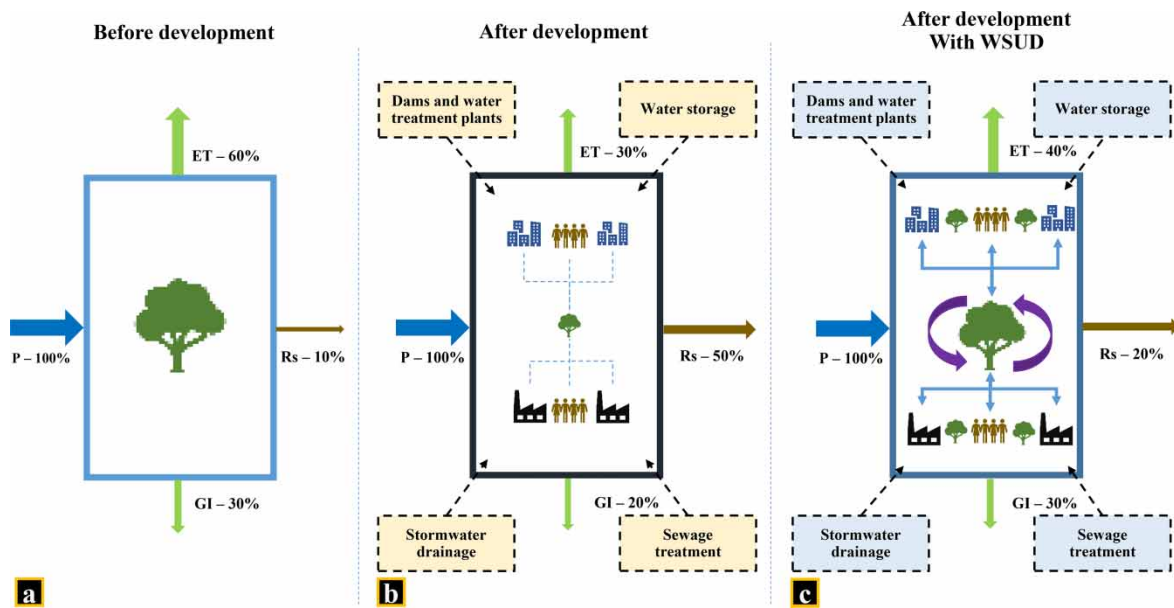 Before development
ET – 60%
P – 100%
Rs – 10%
GI – 30%
a
After development
Dams and water
treatment plants
Water storage
ET – 30%
P – 100%
Rs – 50%
GI – 20%
Stormwater
drainage
Sewage
treatment
b
After development
With WSUD
Dams and water
treatment plants
Water storage
ET – 40%
P – 100%
Rs – 20%
GI – 30%
Stormwater
drainage
Sewage
treatment
c